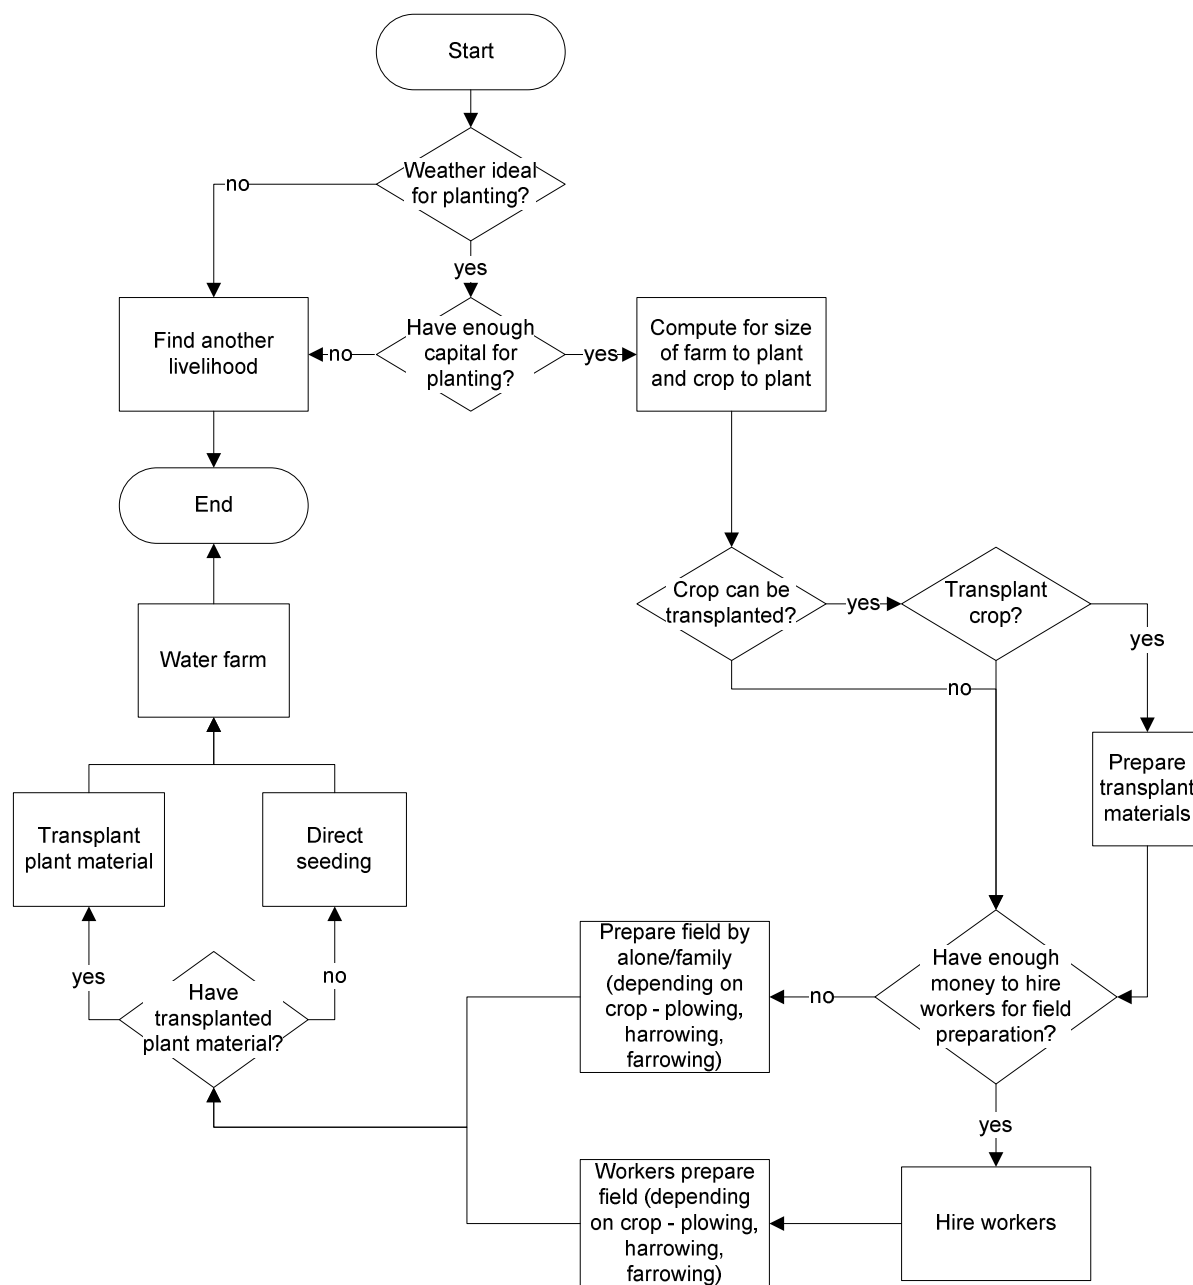 Start
Weather ideal
for planting?
no
yes
Have enough
capital for
planting?
no
yes
Find another
livelihood
Compute for size
of farm to plant
and crop to plant
End
Crop can be
transplanted?
yes
Transplant
crop?
yes
no
Water farm
Prepare
transplant
materials
Transplant
plant material
Direct
seeding
yes
no
Have
transplanted
plant material?
Prepare field by
alone/family
(depending on
crop - plowing,
harrowing,
farrowing)
no
Have enough
money to hire
workers for field
preparation?
yes
Workers prepare
field (depending
on crop - plowing,
harrowing,
farrowing)
Hire workers